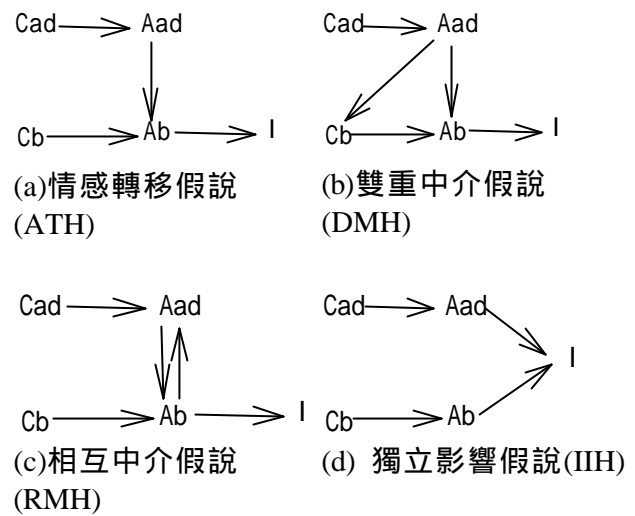 Cad Aad
Cb Ab I
(a)情感轉移假說
(ATH)
Cad Aad
Cb Ab I
(b)雙重中介假說
(DMH)
Cad Aad
Cb Ab I
(c)相互中介假說
(RMH)
Cad Aad
I
Cb Ab
(d) 獨立影響假說(IIH)